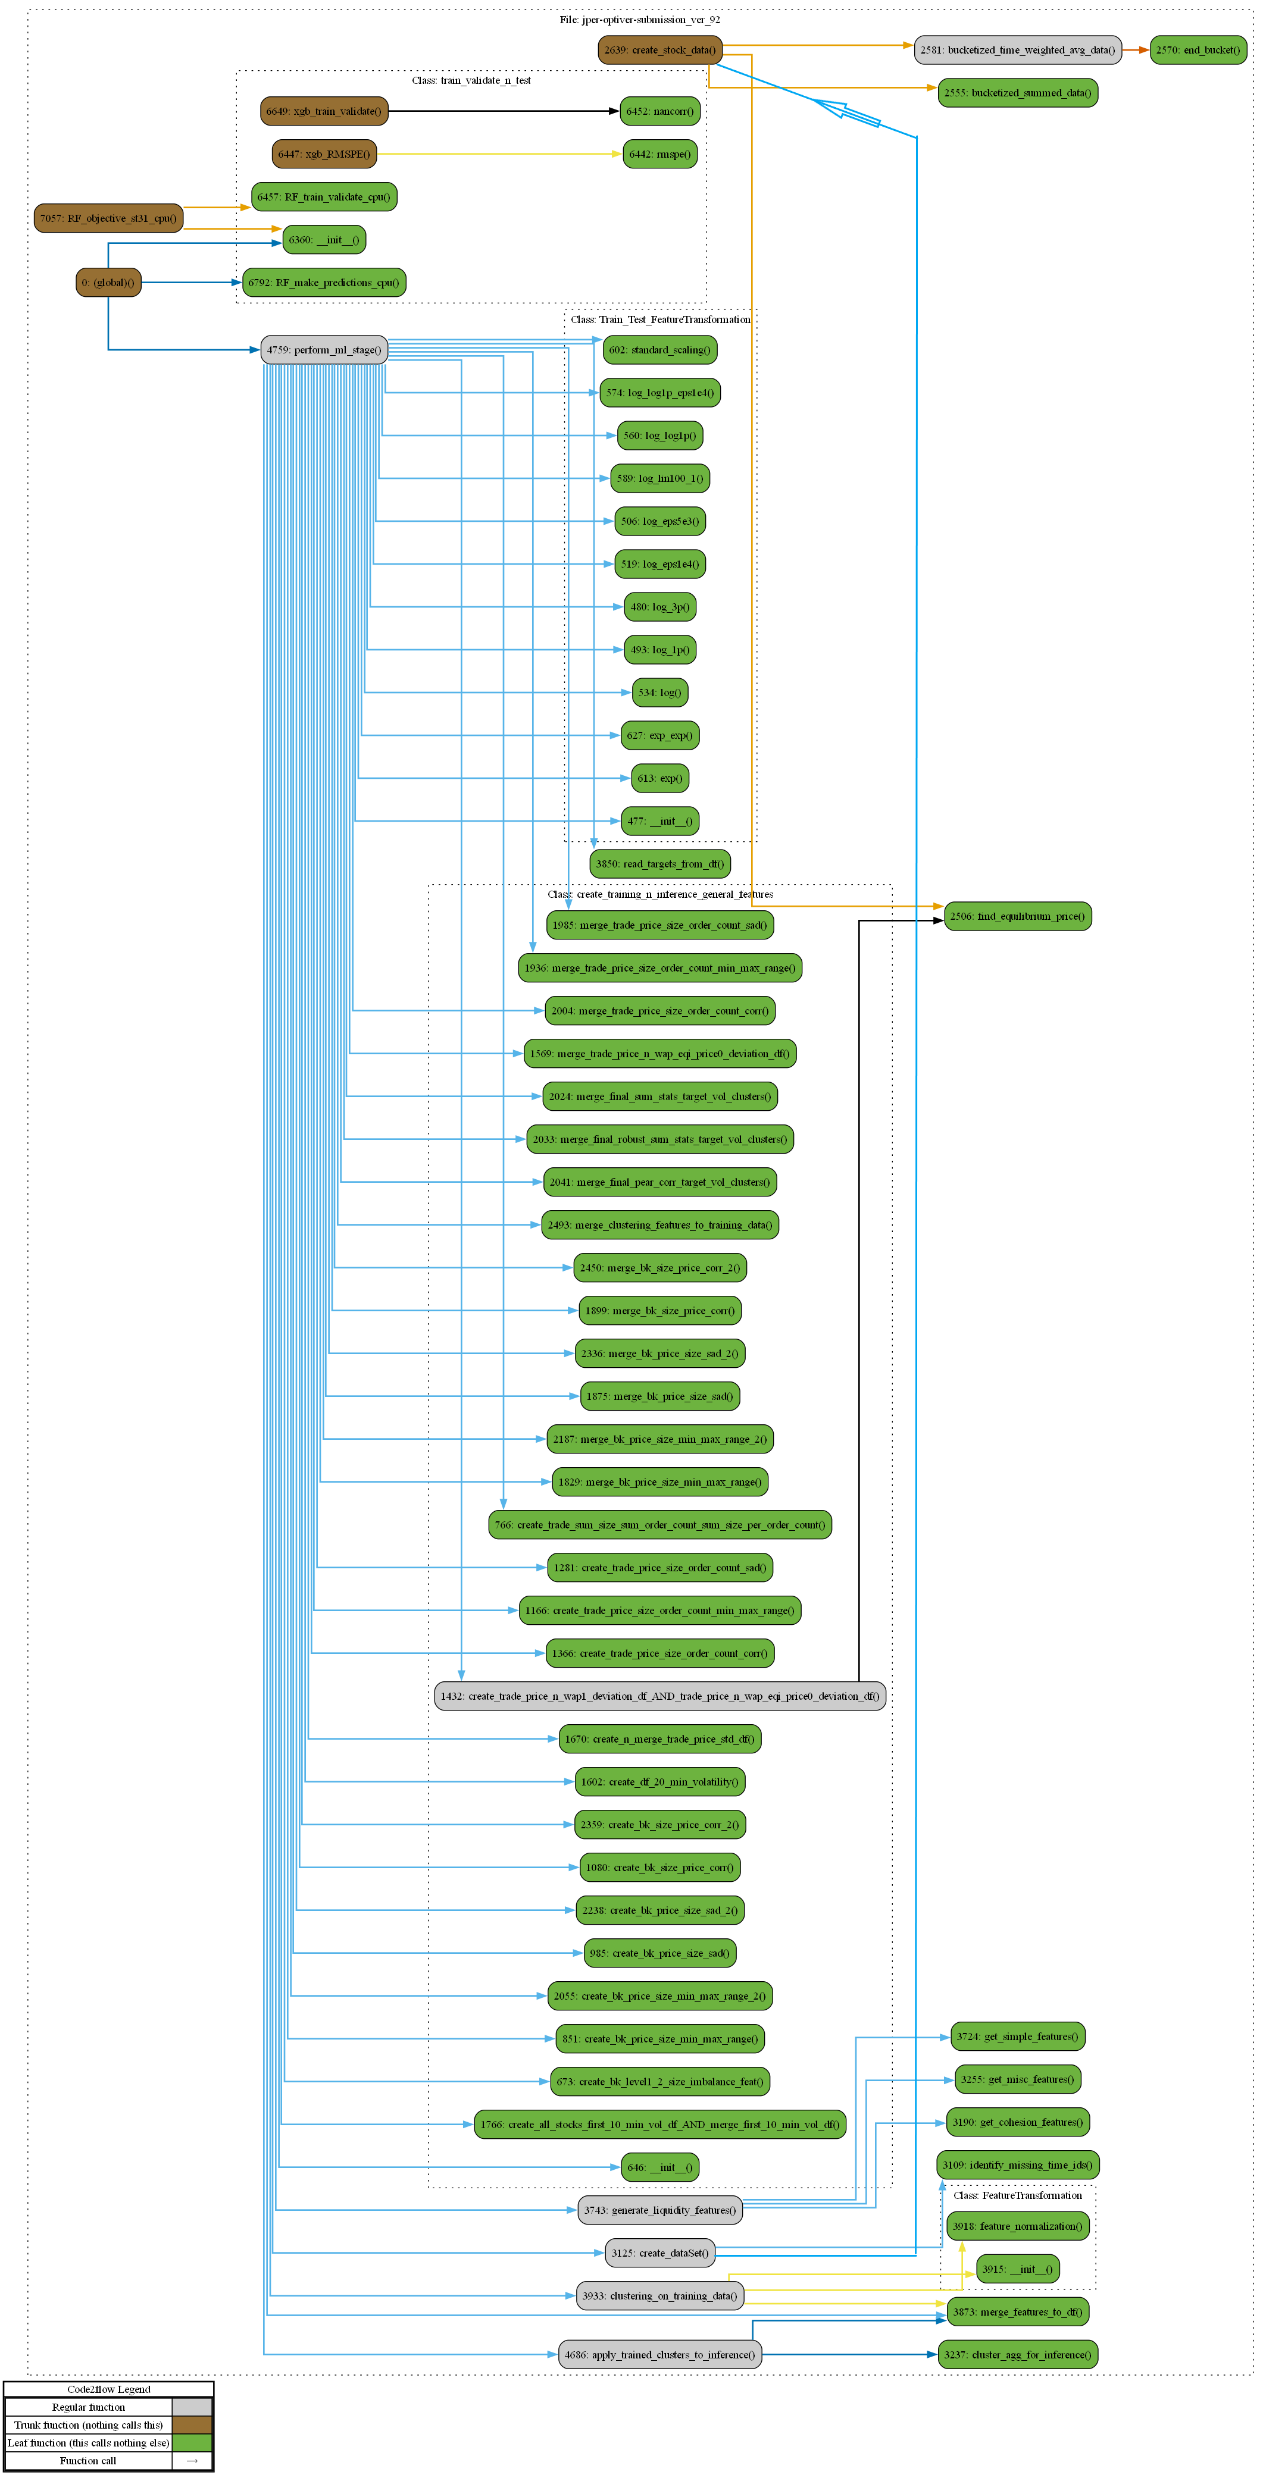 File: jper-optiver-submission_ver_92
2639: create_stock_data()
2581: bucketized_time_weighted_avg_data()
2570: end_bucket()
Class: train_validate_n_test
2555: bucketized_summed_data()
6649: xgb_train_validate()
6452: nancorr()
6447: xgb_RMSPE()
6442: rmspe()
6457: RF_train_validate_cpu()
7057: RF_objective_st31_cpu()
6360: __init__()
0: (global)()
6792: RF_make_predictions_cpu()
Class: Train_Test_FeatureTransformation
4759: perform_ml_stage()
602: standard_scaling()
574: log_log1p_eps1e4()
560: log_log1p()
589: log_lin100_1()
506: log_eps5e3()
519: log_eps1e4()
480: log_3p()
493: log_1p()
534: log()
627: exp_exp()
613: exp()
477: __init__()
3850: read_targets_from_df()
Class: create_training_n_inference_general_features
2506: find_equilibrium_price()
1985: merge_trade_price_size_order_count_sad()
1936: merge_trade_price_size_order_count_min_max_range()
2004: merge_trade_price_size_order_count_corr()
1569: merge_trade_price_n_wap_eqi_price0_deviation_df()
2024: merge_final_sum_stats_target_vol_clusters()
2033: merge_final_robust_sum_stats_target_vol_clusters()
2041: merge_final_pear_corr_target_vol_clusters()
2493: merge_clustering_features_to_training_data()
2450: merge_bk_size_price_corr_2()
1899: merge_bk_size_price_corr()
2336: merge_bk_price_size_sad_2()
1875: merge_bk_price_size_sad()
2187: merge_bk_price_size_min_max_range_2()
1829: merge_bk_price_size_min_max_range()
766: create_trade_sum_size_sum_order_count_sum_size_per_order_count()
1281: create_trade_price_size_order_count_sad()
1166: create_trade_price_size_order_count_min_max_range()
1366: create_trade_price_size_order_count_corr()
1432: create_trade_price_n_wap1_deviation_df_AND_trade_price_n_wap_eqi_price0_deviation_df()
1670: create_n_merge_trade_price_std_df()
1602: create_df_20_min_volatility()
2359: create_bk_size_price_corr_2()
1080: create_bk_size_price_corr()
2238: create_bk_price_size_sad_2()
985: create_bk_price_size_sad()
2055: create_bk_price_size_min_max_range_2()
851: create_bk_price_size_min_max_range()
3724: get_simple_features()
673: create_bk_level1_2_size_imbalance_feat()
3255: get_misc_features()
1766: create_all_stocks_first_10_min_vol_df_AND_merge_first_10_min_vol_df()
3190: get_cohesion_features()
646: __init__()
3109: identify_missing_time_ids()
Class: FeatureTransformation
3743: generate_liquidity_features()
3918: feature_normalization()
3125: create_dataSet()
3915: __init__()
3933: clustering_on_training_data()
3873: merge_features_to_df()
4686: apply_trained_clusters_to_inference()
3237: cluster_agg_for_inference()
Code2flow Legend
Regular function
Trunk function (nothing calls this)
Leaf function (this calls nothing else)
Function call →